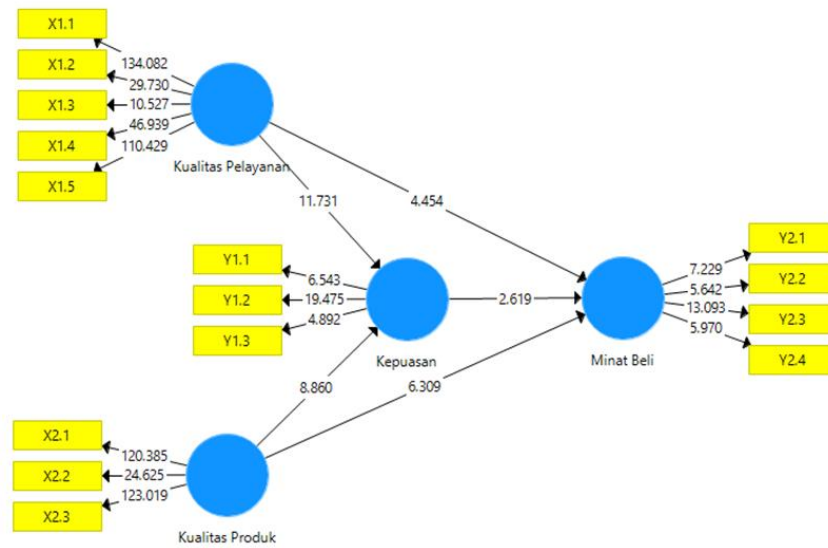 X1.1
X1.2
X1.3
X1.4
X1.5
134.082
29.730
10.527
46.939
110.429
Kualitas Pelayanan
11.731
4.454
Y1.1
Y1.2
Y1.3
6.543
19.475
4.892
Kepuasan
2.619
Minat Beli
7.229
5.642
13.093
5.970
Y2.1
Y2.2
Y2.3
Y2.4
8.860
6.309
X2.1
X2.2
X2.3
120.385
24.625
123.019
Kualitas Produk